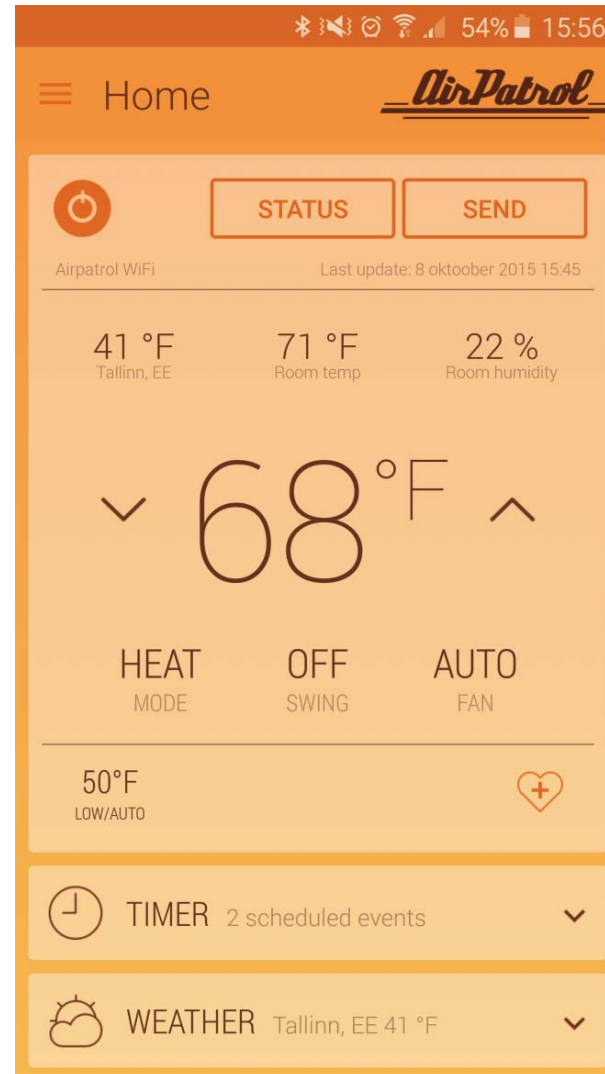 54% 15:56
Home AirPatrol
STATUS SEND
Airpatrol WiFi Last update: 8 oktoober 2015 15:45
41 °F 71 °F 22 %
Tallinn, EE Room temp Room humidity
68°F
HEAT OFF AUTO
MODE SWING FAN
50°F
LOW/AUTO
TIMER 2 scheduled events
WEATHER Tallinn, EE 41 °F